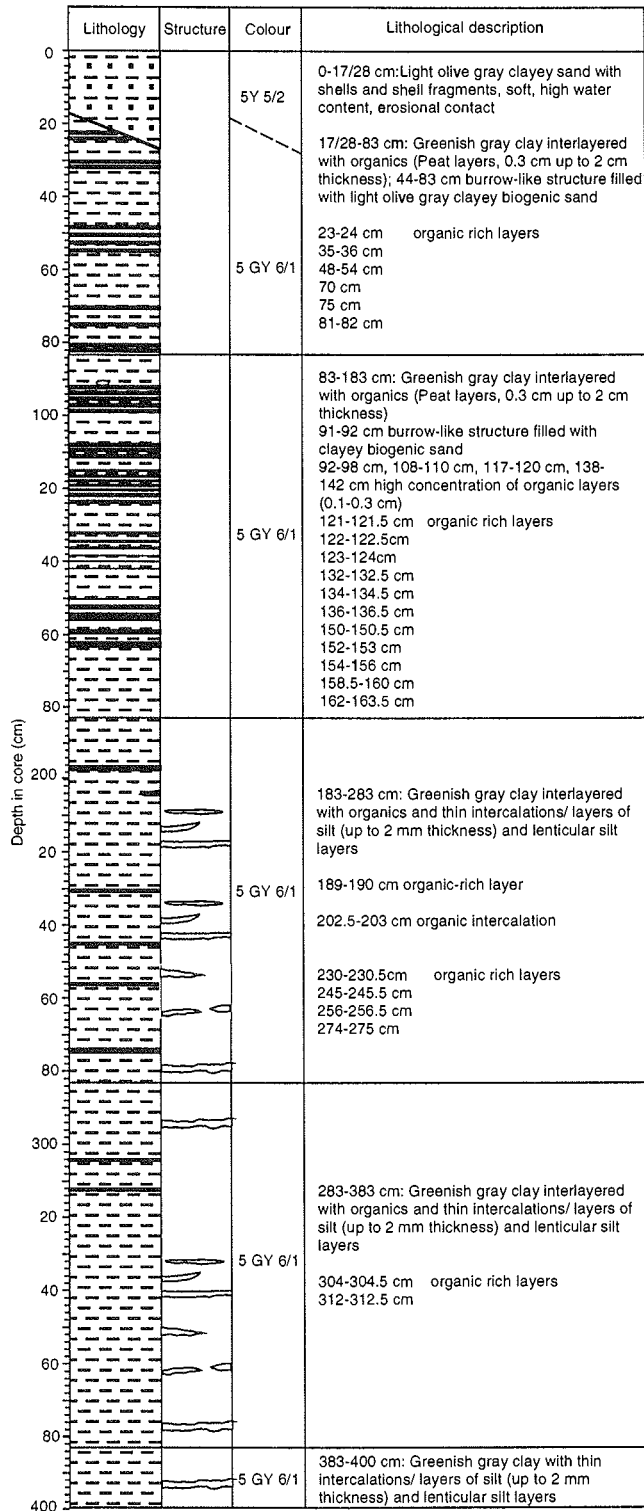 Lithology Structure Colour Lithological description
0
20
40
60
80
100
20
40
60
80
200
20
40
60
80
300
20
40
60
80
400
Depth in core (cm)
5Y 5/2
5 GY 6/1
5 GY 6/1
5 GY 6/1
5 GY 6/1
5 GY 6/1
0-17/28 cm:Light olive gray clayey sand with
shells and shell fragments, soft, high water
content, erosional contact
17/28-83 cm: Greenish gray clay interlayered
with organics (Peat layers, 0.3 cm up to 2 cm
thickness); 44-83 cm burrow-like structure filled
with light olive gray clayey biogenic sand
23-24 cm organic rich layers
35-36 cm
48-54 cm
70 cm
75 cm
81-82 cm
83-183 cm: Greenish gray clay interlayered
with organics (Peat layers, 0.3 cm up to 2 cm
thickness)
91-92 cm burrow-like structure filled with
clayey biogenic sand
92-98 cm, 108-110 cm, 117-120 cm, 138-
142 cm high concentration of organic layers
(0.1-0.3 cm)
121-121.5 cm organic rich layers
122-122.5cm
123-124cm
132-132.5 cm
134-134.5 cm
136-136.5 cm
150-150.5 cm
152-153 cm
154-156 cm
158.5-160 cm
162-163.5 cm
183-283 cm: Greenish gray clay interlayered
with organics and thin intercalations/ layers of
silt (up to 2 mm thickness) and lenticular silt
layers
189-190 cm organic-rich layer
202.5-203 cm organic intercalation
230-230.5cm organic rich layers
245-245.5 cm
256-256.5 cm
274-275 cm
283-383 cm: Greenish gray clay interlayered
with organics and thin intercalations/ layers of
silt (up to 2 mm thickness) and lenticular silt
layers
304-304.5 cm organic rich layers
312-312.5 cm
383-400 cm: Greenish gray clay with thin
intercalations/ layers of silt (up to 2 mm
thickness) and lenticular silt layers